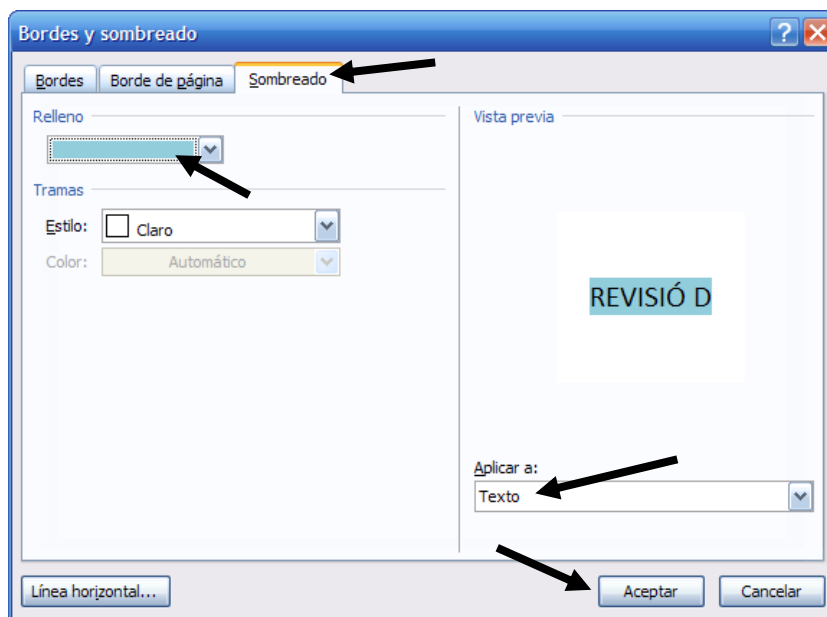 Bordes y sombreado
Bordes
Borde de página
Sombreado
Relleno
Tramas
Estilo:
Claro
Color:
Automático
Vista previa
REVISIÓ D
Aplicar a:
Texto
Línea horizontal...
Aceptar
Cancelar